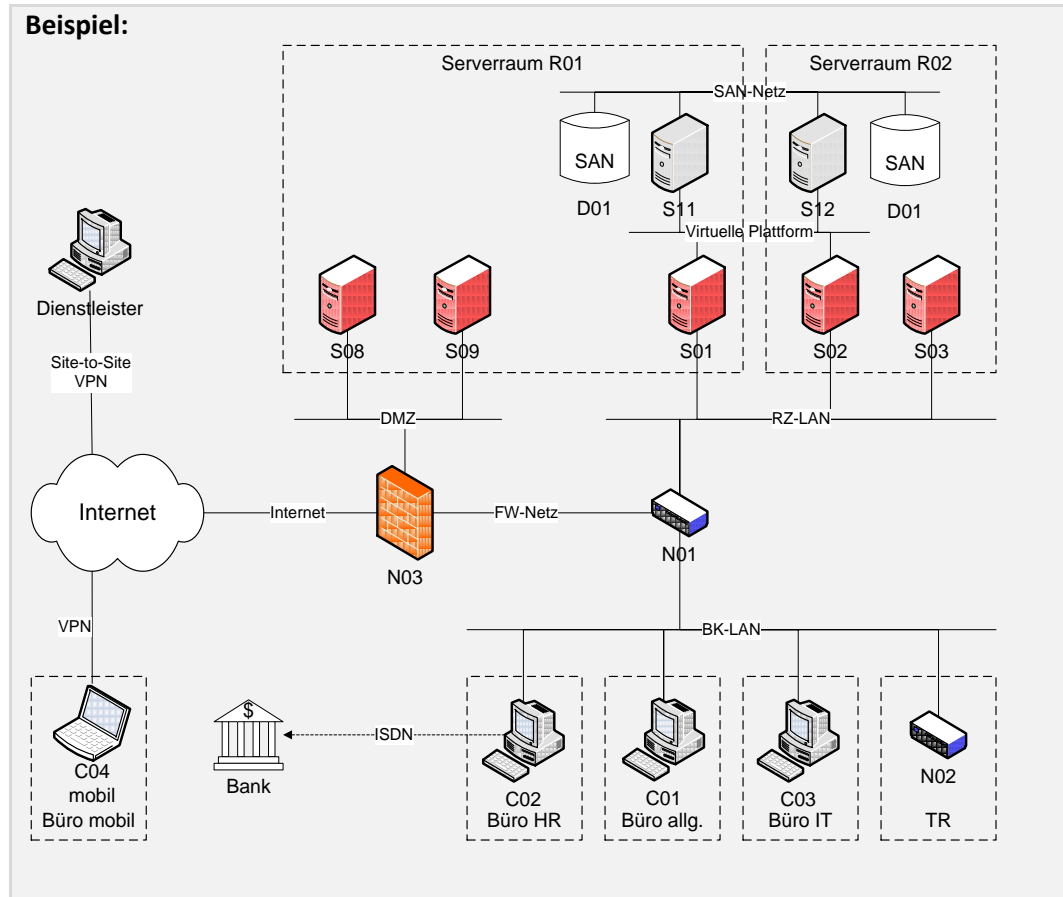 Beispiel:
Serverraum R01
Serverraum R02
SAN-Netz
SAN
SAN
D01
S11
S12
D01
Virtuelle Plattform
Dienstleister
S08
S09
S01
S02
S03
Site-to-Site
VPN
DMZ
RZ-LAN
Internet
Internet
FW-Netz
N03
N01
VPN
BK-LAN
$
ISDN
C04
mobil
Büro mobil
Bank
C02
Büro HR
C01
Büro allg.
C03
Büro IT
N02
TR